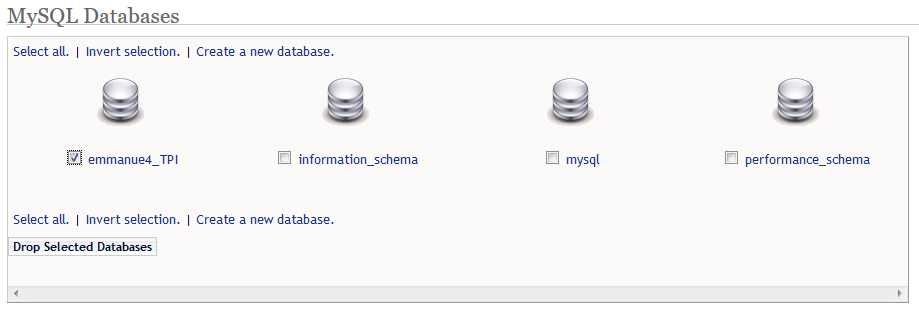 MySQL Databases
Select all. | Invert selection. | Create a new database.
emmanue4_TPI information_schema mysql performance_schema
Select all. | Invert selection. | Create a new database.
Drop Selected Databases